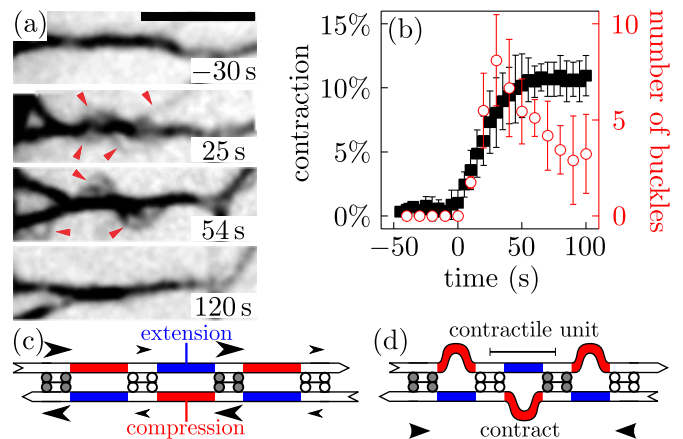 (a)
−30 s
25 s
54 s
120 s
(b)
contraction
15%
10%
5%
0%
10
5
0
number of buckles
−50 0 50 100
time (s)
(c)
extension
compression
(d)
contractile unit
contract